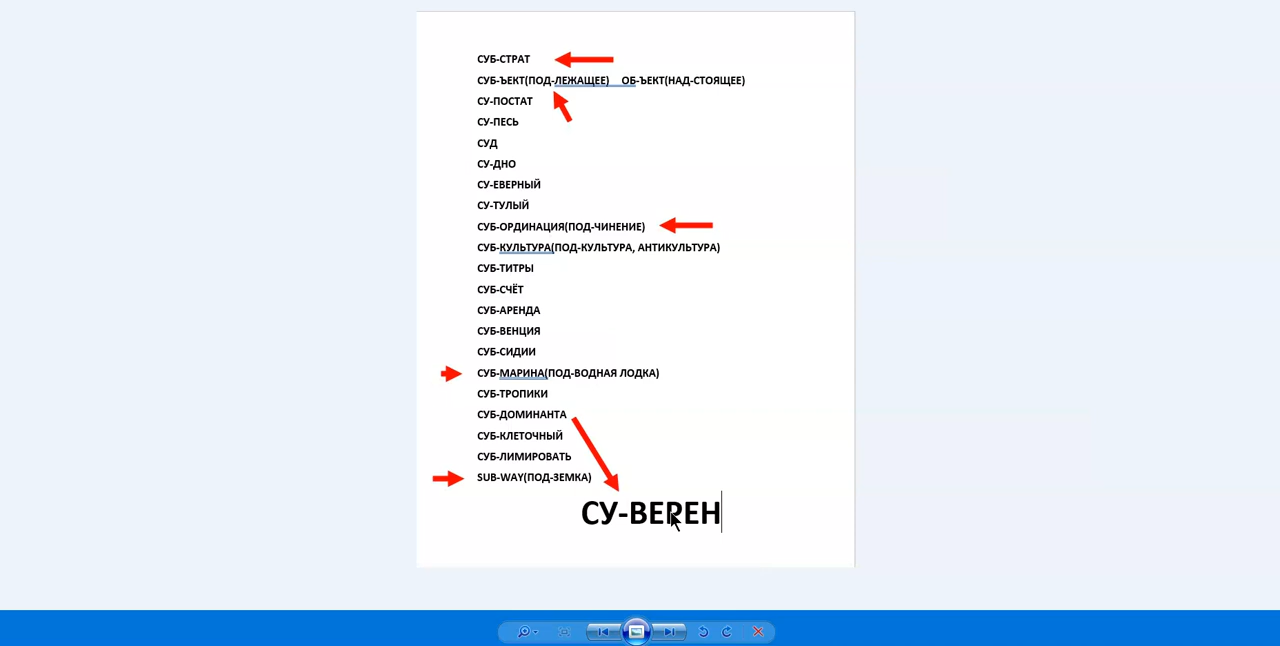 СУБ-СТРАТ
СУБ-ЪЕКТ(ПОД-ЛЕЖАЩЕЕ) ОБ-ЪЕКТ(НАД-СТОЯЩЕЕ)
СУ-ПОСТАТ
СУ-ПЕСЬ
СУД
СУ-ДНО
СУ-ЕВЕРНЫЙ
СУ-ТУЛЫЙ
СУБ-ОРДИНАЦИЯ(ПОД-ЧИНЕНИЕ)
СУБ-КУЛЬТУРА(ПОД-КУЛЬТУРА, АНТИКУЛЬТУРА)
СУБ-ТИТРЫ
СУБ-СЧЁТ
СУБ-АРЕНДА
СУБ-ВЕНЦИЯ
СУБ-СИДИИ
СУБ-МАРИНА(ПОД-ВОДНАЯ ЛОДКА)
СУБ-ТРОПИКИ
СУБ-ДОМИНАНТА
СУБ-КЛЕТОЧНЫЙ
СУБ-ЛИМИРОВАТЬ
SUB-WAY(ПОД-ЗЕМКА)
СУ-ВЕРЕН